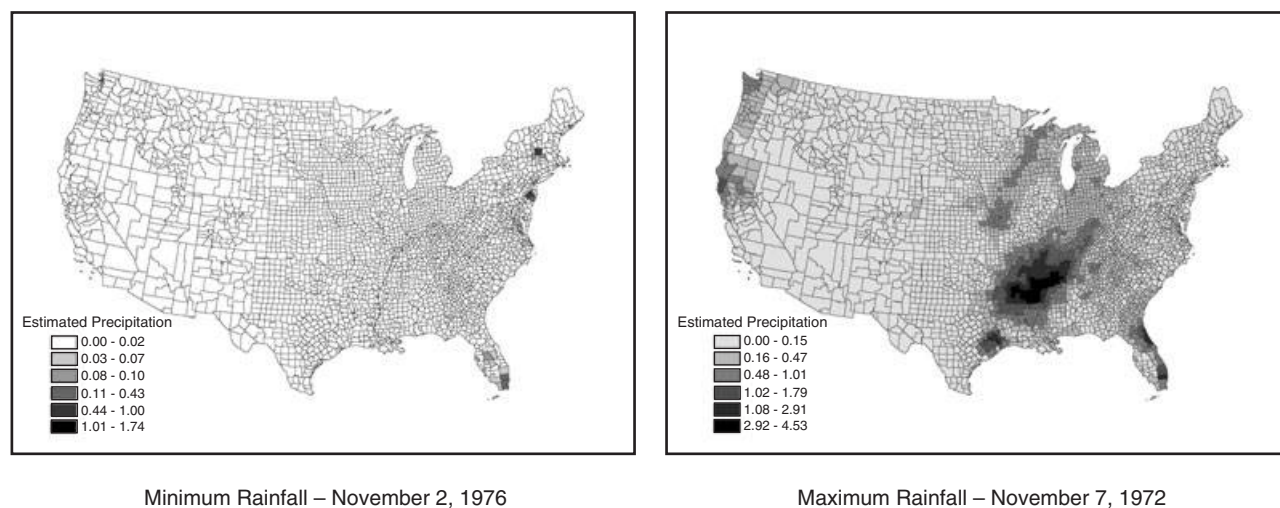 Estimated Precipitation
0.00 - 0.02
0.03 - 0.07
0.08 - 0.10
0.11 - 0.43
0.44 - 1.00
1.01 - 1.74
Minimum Rainfall – November 2, 1976
Estimated Precipitation
0.00 - 0.15
0.16 - 0.47
0.48 - 1.01
1.02 - 1.79
1.08 - 2.91
2.92 - 4.53
Maximum Rainfall – November 7, 1972